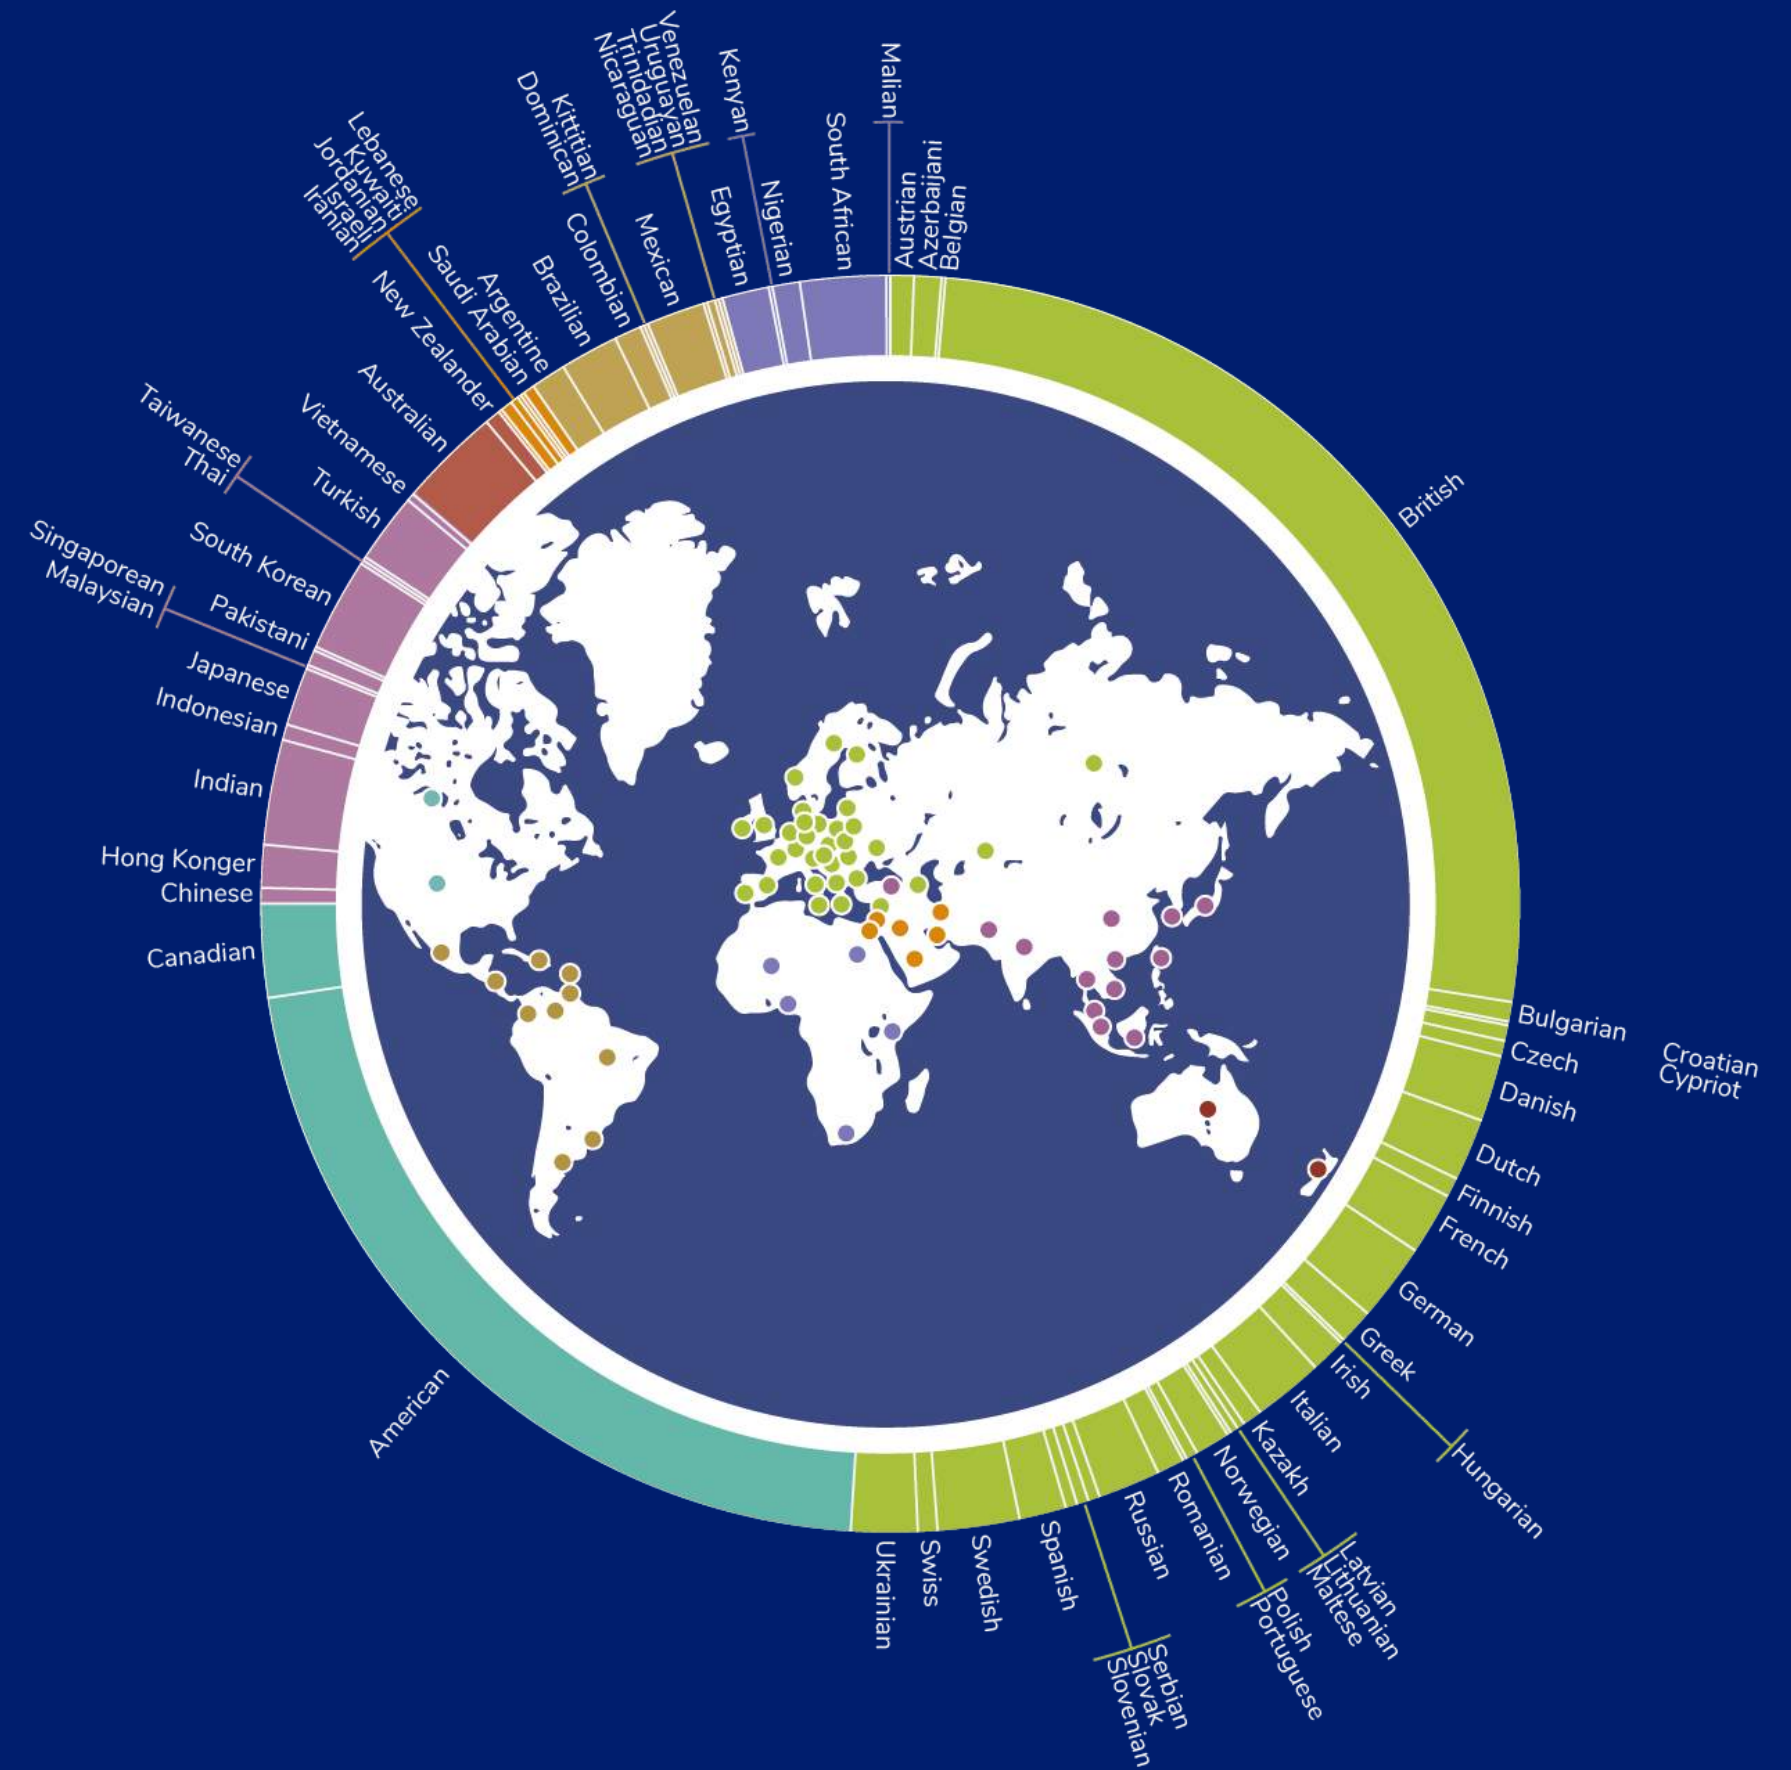 Malian
Austrian
Azerbaijani
Belgian
British
Bulgarian
Croatian
Cypriot
Czech
Danish
Dutch
Finnish
French
German
Greek
Hungarian
Irish
Italian
Kazakh
Latvian
Lithuanian
Maltese
Norwegian
Polish
Portuguese
Romanian
Russian
Serbian
Slovak
Slovenian
Spanish
Swedish
Swiss
Ukrainian
American
Canadian
Chinese
Hong Konger
Indian
Indonesian
Japanese
Malaysian
Singaporean
Pakistani
South Korean
Thai
Taiwanese
Turkish
Vietnamese
Australian
New Zealander
Iranian
Israeli
Jordanian
Kuwaiti
Lebanese
Saudi Arabian
Argentine
Brazilian
Colombian
Dominican
Kittitian
Mexican
Nicaraguan
Trinidadian
Uruguayan
Venezuelan
Egyptian
Kenyan
Nigerian
South African